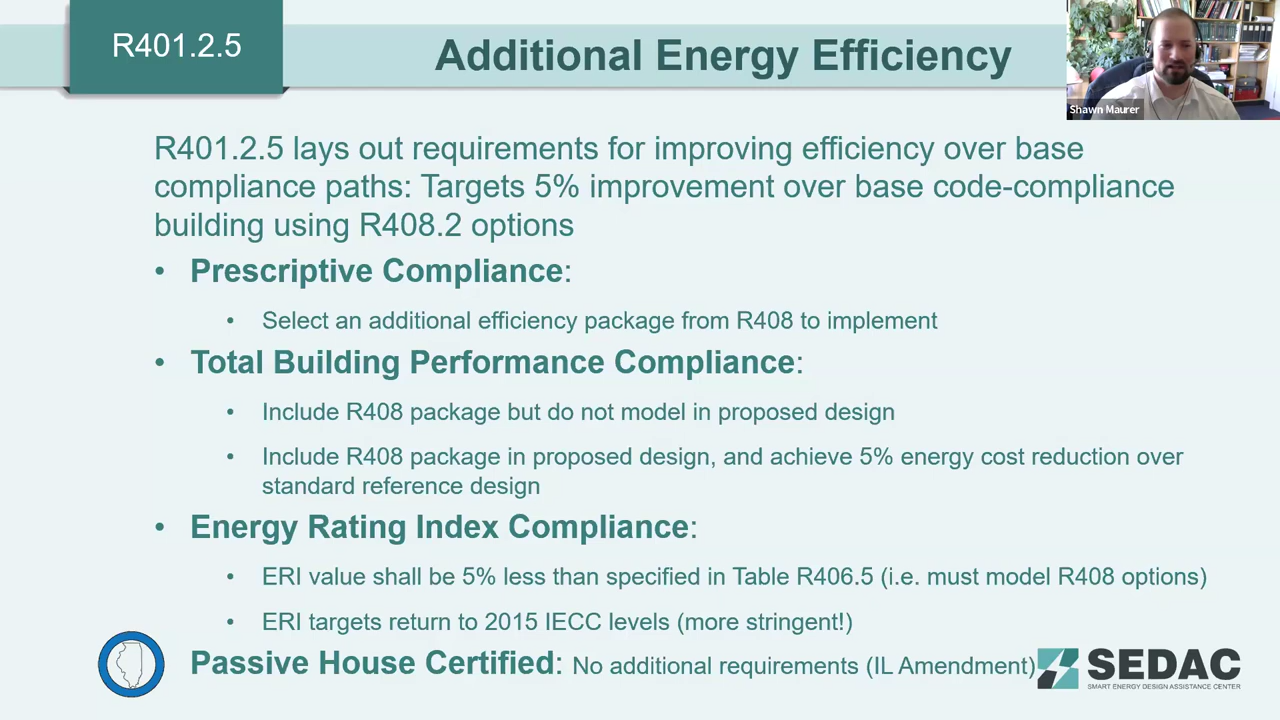 R401.2.5
Additional Energy Efficiency
Shawn Maurer
R401.2.5 lays out requirements for improving efficiency over base
compliance paths: Targets 5% improvement over base code-compliance
building using R408.2 options
• Prescriptive Compliance:
• Select an additional efficiency package from R408 to implement
• Total Building Performance Compliance:
• Include R408 package but do not model in proposed design
• Include R408 package in proposed design, and achieve 5% energy cost reduction over
standard reference design
• Energy Rating Index Compliance:
• ERI value shall be 5% less than specified in Table R406.5 (i.e. must model R408 options)
• ERI targets return to 2015 IECC levels (more stringent!)
Passive House Certified: No additional requirements (IL Amendment)
SEDAC
SMART ENERGY DESIGN ASSISTANCE CENTER